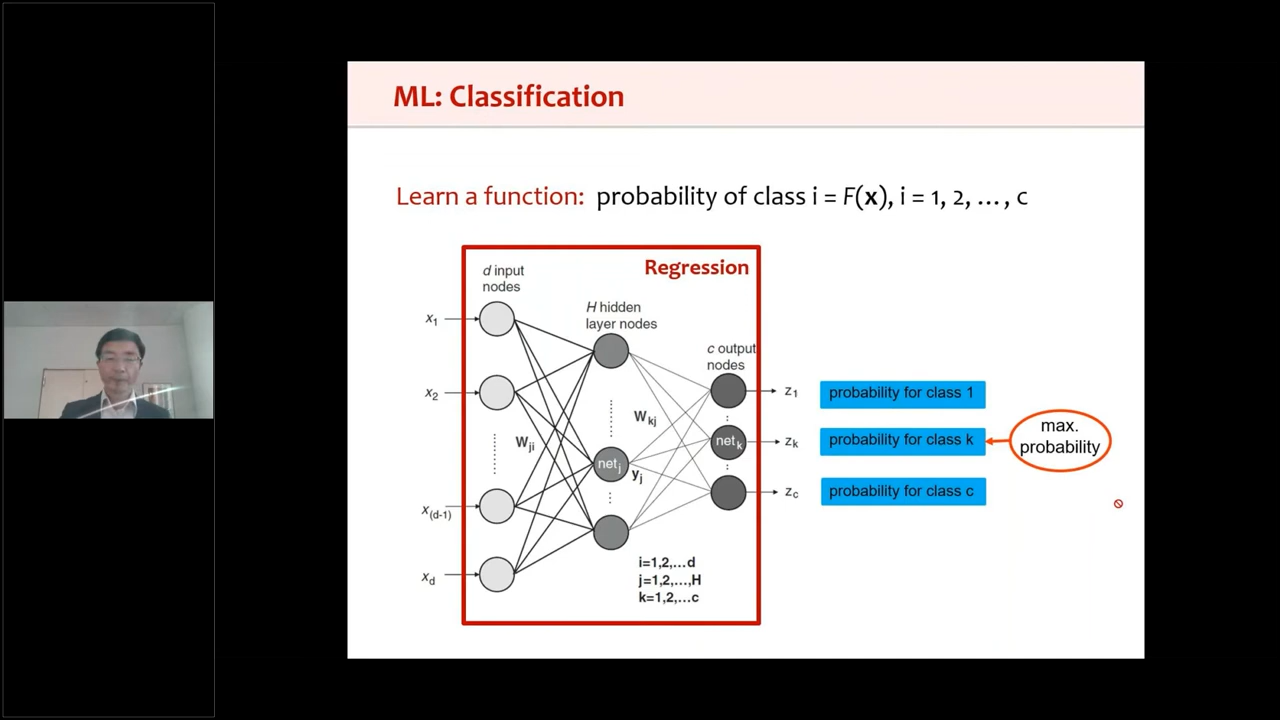 ML: Classification
Learn a function: probability of class i = F(x), i = 1, 2, …, c
Regression
d input
nodes
H hidden
layer nodes
c output
nodes
x1
x2
x(d-1)
xd
Wji
Wkj
netj
yj
netk
z1
zk
zc
probability for class 1
probability for class k
probability for class c
max.
probability
i=1,2,...d
j=1,2,...,H
k=1,2,...c